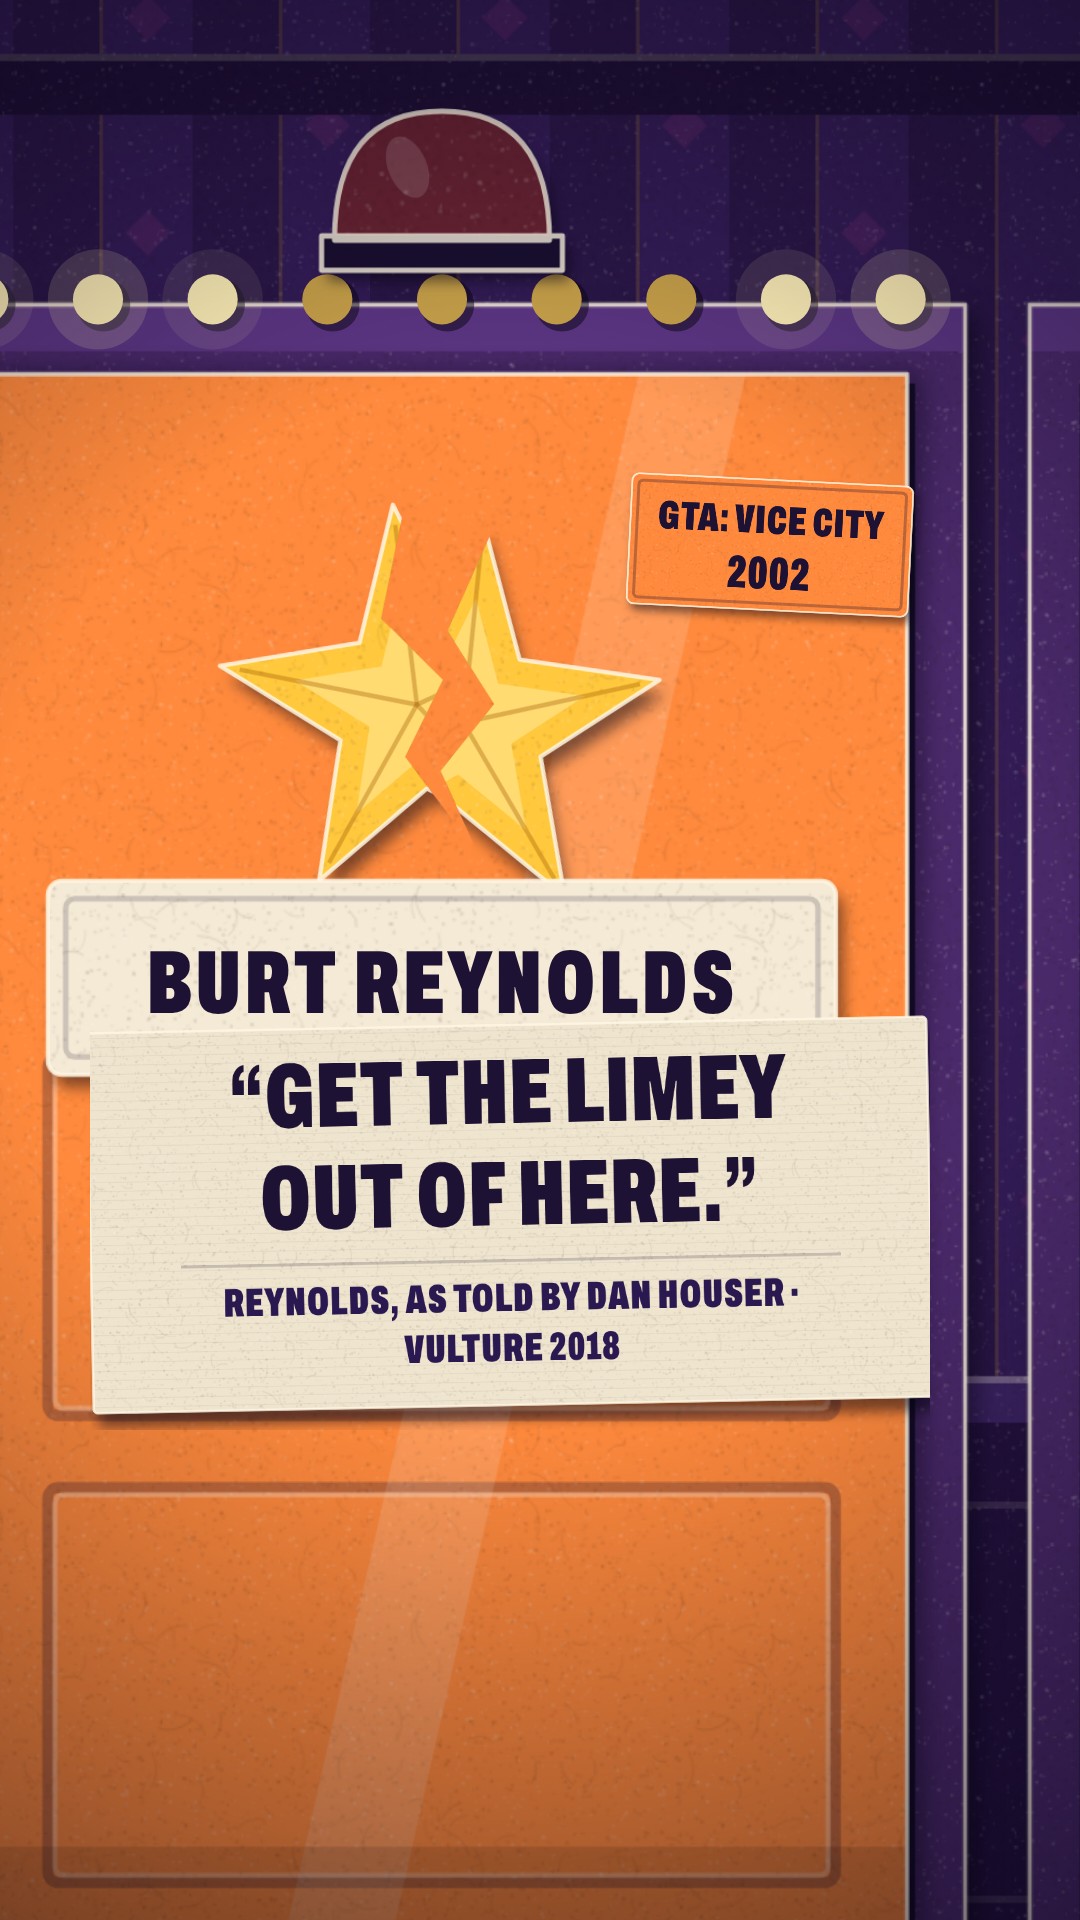 GTA: VICE CITY
2002
BURT REYNOLDS
“GET THE LIMEY
OUT OF HERE.”
REYNOLDS, AS TOLD BY DAN HOUSER ·
VULTURE 2018